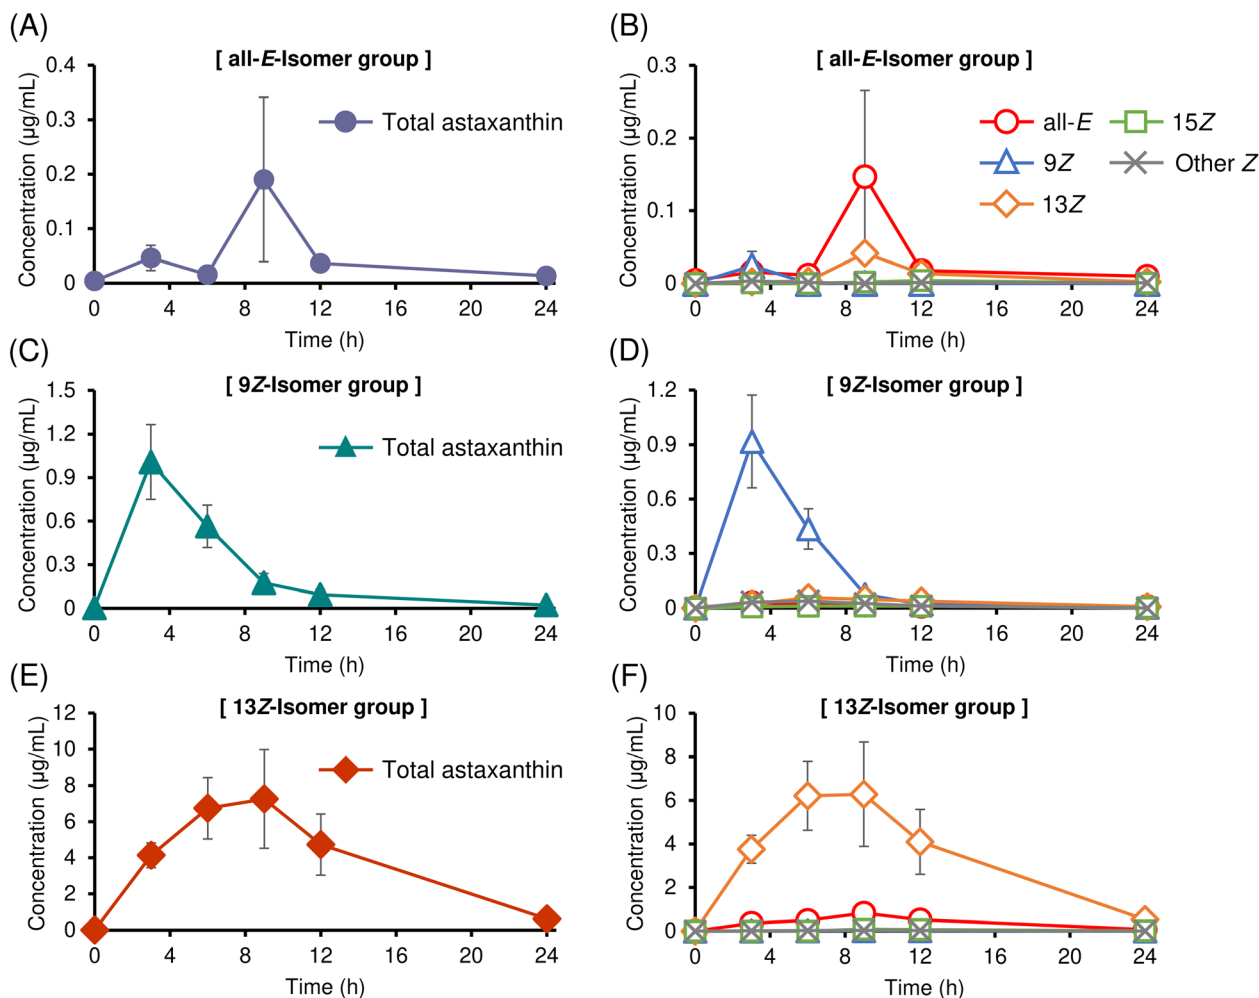 (A)
[ all-E-Isomer group ]
Concentration (µg/mL)
0.4
0.3
0.2
0.1
0
Total astaxanthin
0 4 8 12 16 20 24
Time (h)
(B)
[ all-E-Isomer group ]
Concentration (µg/mL)
0.3
0.2
0.1
0
all-E 15Z
9Z Other Z
13Z
0 4 8 12 16 20 24
Time (h)
(C)
[ 9Z-Isomer group ]
Concentration (µg/mL)
1.5
1.2
0.9
0.6
0.3
0
Total astaxanthin
0 4 8 12 16 20 24
Time (h)
(D)
[ 9Z-Isomer group ]
Concentration (µg/mL)
1.2
0.9
0.6
0.3
0
0 4 8 12 16 20 24
Time (h)
(E)
[ 13Z-Isomer group ]
Concentration (µg/mL)
12
10
8
6
4
2
0
Total astaxanthin
0 4 8 12 16 20 24
Time (h)
(F)
[ 13Z-Isomer group ]
Concentration (µg/mL)
10
8
6
4
2
0
0 4 8 12 16 20 24
Time (h)